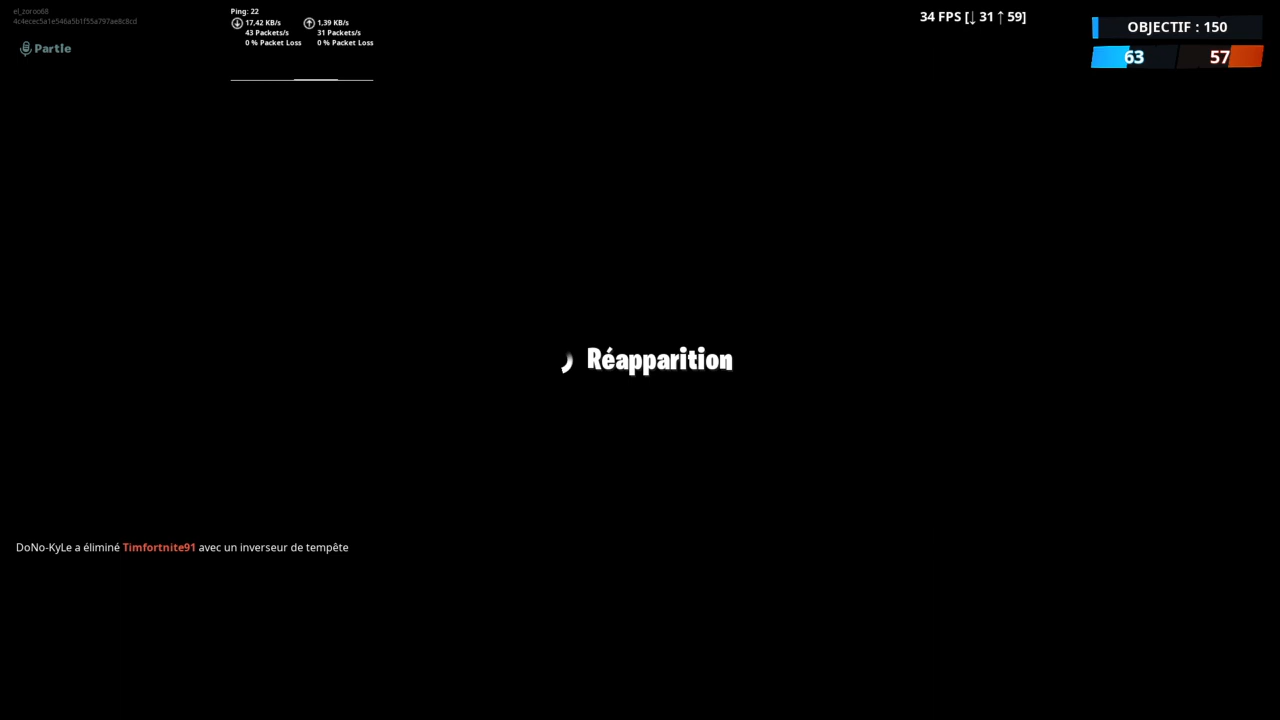 el_zoroo68
4c4ecec5a1e546a5b1f55a797ae8c8cd
Partie
Ping: 22
17,42 KB/s 1,39 KB/s
43 Packets/s 31 Packets/s
0 % Packet Loss 0 % Packet Loss
34 FPS [↓ 31 ↑ 59]
OBJECTIF : 150
63 57
Réapparition
DoNo-KyLe a éliminé Timfortnite91 avec un inverseur de tempête